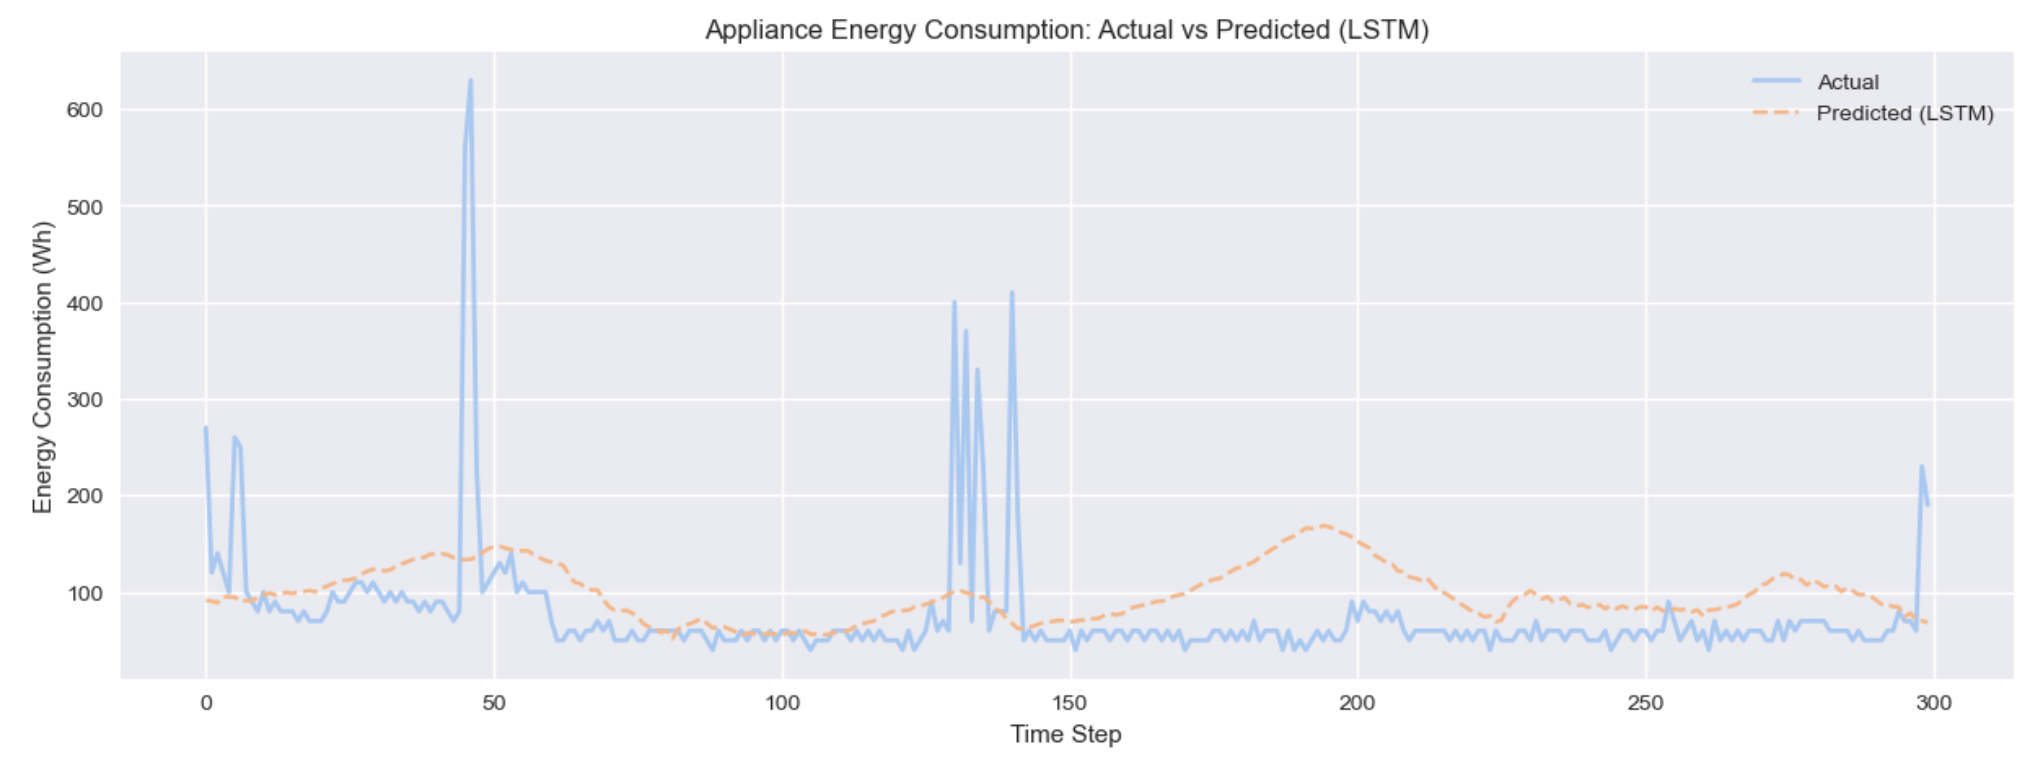 Appliance Energy Consumption: Actual vs Predicted (LSTM)
Actual
Predicted (LSTM)
Energy Consumption (Wh)
600
500
400
300
200
100
0 50 100 150 200 250 300
Time Step